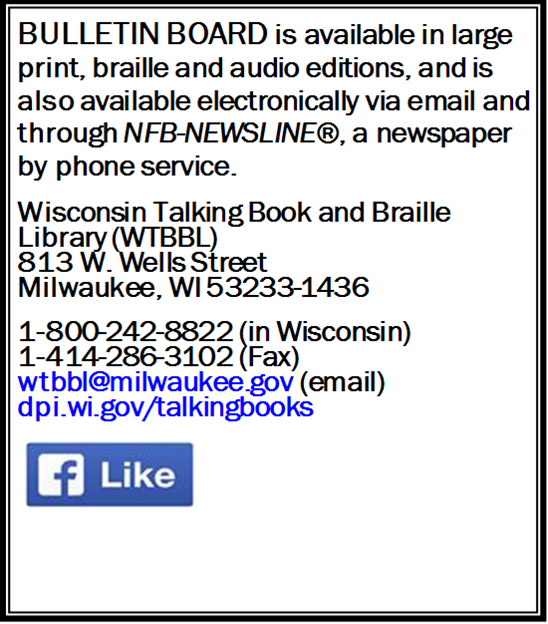 BULLETIN BOARD is available in large
print, braille and audio editions, and is
also available electronically via email and
through NFB-NEWSLINE®, a newspaper
by phone service.
Wisconsin Talking Book and Braille
Library (WTBBL)
813 W. Wells Street
Milwaukee, WI 53233-1436
1-800-242-8822 (in Wisconsin)
1-414-286-3102 (Fax)
wtbbl@milwaukee.gov (email)
dpi.wi.gov/talkingbooks
f Like